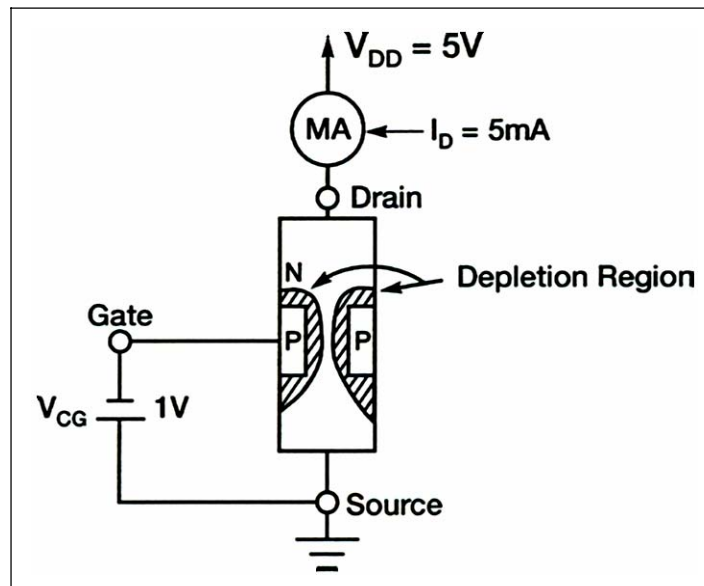 V_DD = 5V
MA
I_D = 5mA
Drain
N
Depletion Region
Gate
P
P
V_CG 1V
Source